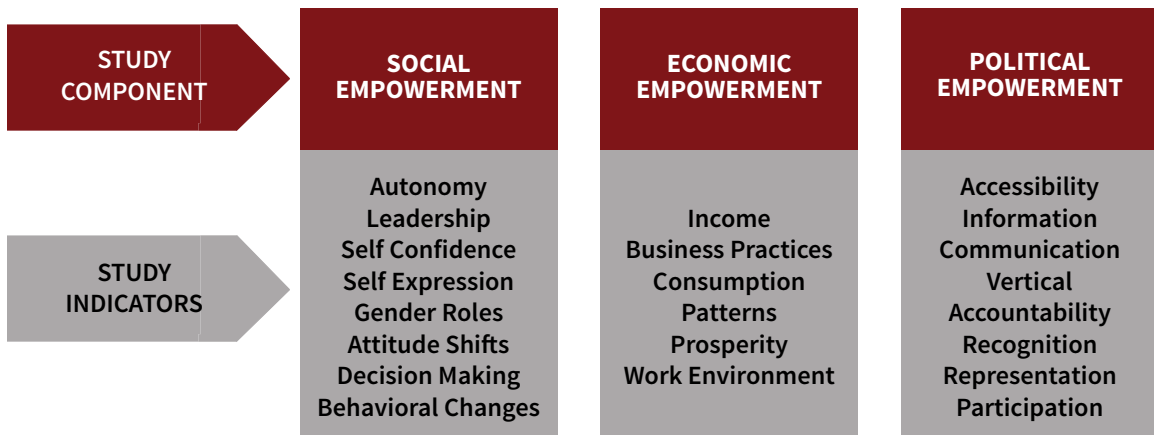 STUDY
COMPONENT
SOCIAL
EMPOWERMENT
ECONOMIC
EMPOWERMENT
POLITICAL
EMPOWERMENT
STUDY
INDICATORS
Autonomy
Leadership
Self Confidence
Self Expression
Gender Roles
Attitude Shifts
Decision Making
Behavioral Changes
Income
Business Practices
Consumption
Patterns
Prosperity
Work Environment
Accessibility
Information
Communication
Vertical
Accountability
Recognition
Representation
Participation